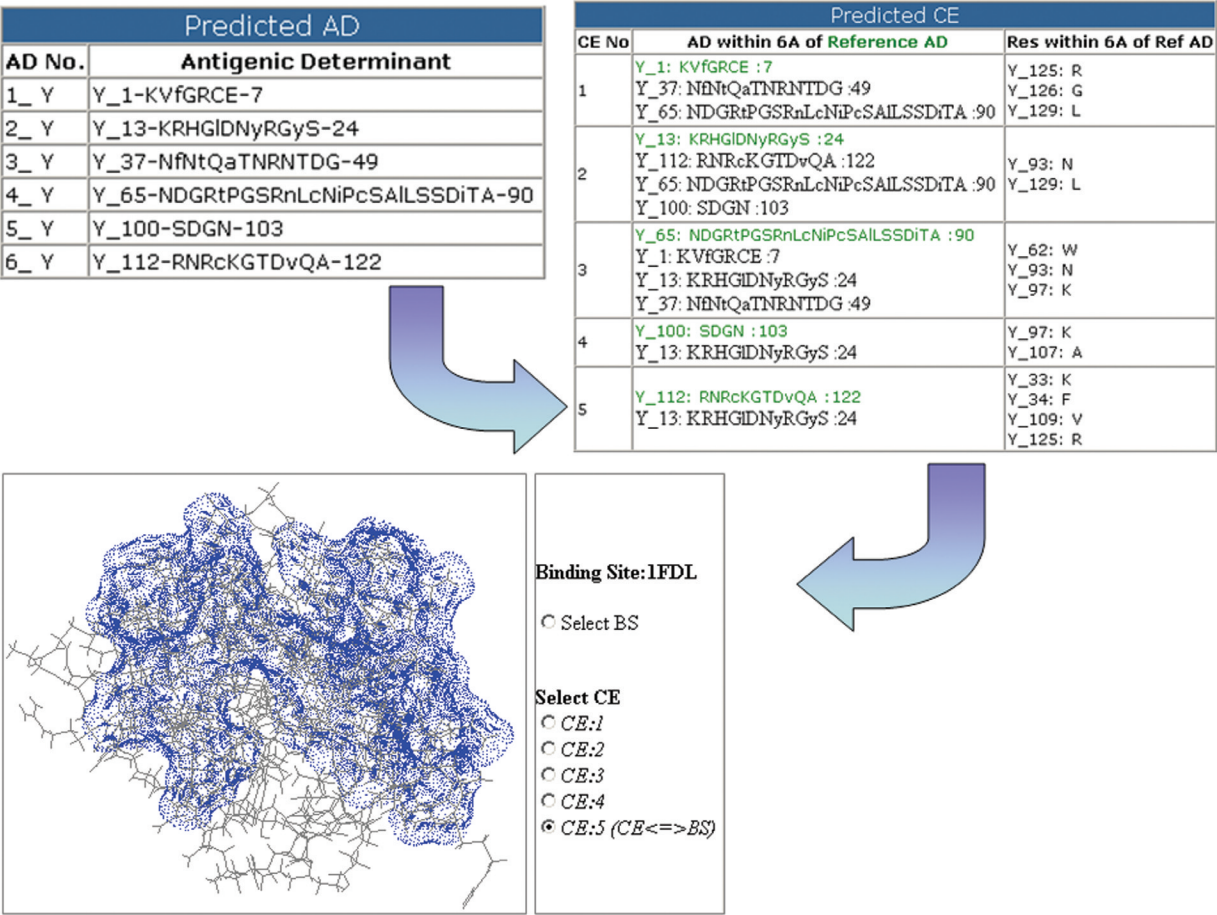 Predicted AD
AD No. Antigenic Determinant
1_ Y Y_1-KVfGRCE-7
2_ Y Y_13-KRHGlDNyRGyS-24
3_ Y Y_37-NfNtQaTNRNTDG-49
4_ Y Y_65-NDGRtPGSRnLcNiPcSAlLSSDiTA-90
5_ Y Y_100-SDGN-103
6_ Y Y_112-RNRcKGTDvQA-122
Predicted CE
CE No AD within 6A of Reference AD Res within 6A of Ref AD
1
Y_1: KVfGRCE :7
Y_37: NfNtQaTNRNTDG :49
Y_65: NDGRtPGSRnLcNiPcSAlLSSDiTA :90
Y_125: R
Y_126: G
Y_129: L
2
Y_13: KRHGlDNyRGyS :24
Y_112: RNRcKGTDvQA :122
Y_65: NDGRtPGSRnLcNiPcSAlLSSDiTA :90
Y_100: SDGN :103
Y_93: N
Y_129: L
3
Y_65: NDGRtPGSRnLcNiPcSAlLSSDiTA :90
Y_1: KVfGRCE :7
Y_13: KRHGlDNyRGyS :24
Y_37: NfNtQaTNRNTDG :49
Y_62: W
Y_93: N
Y_97: K
4
Y_100: SDGN :103
Y_13: KRHGlDNyRGyS :24
Y_97: K
Y_107: A
5
Y_112: RNRcKGTDvQA :122
Y_13: KRHGlDNyRGyS :24
Y_33: K
Y_34: F
Y_109: V
Y_125: R
Binding Site:1FDL
Select BS
Select CE
CE:1
CE:2
CE:3
CE:4
CE:5 (CE<=>BS)